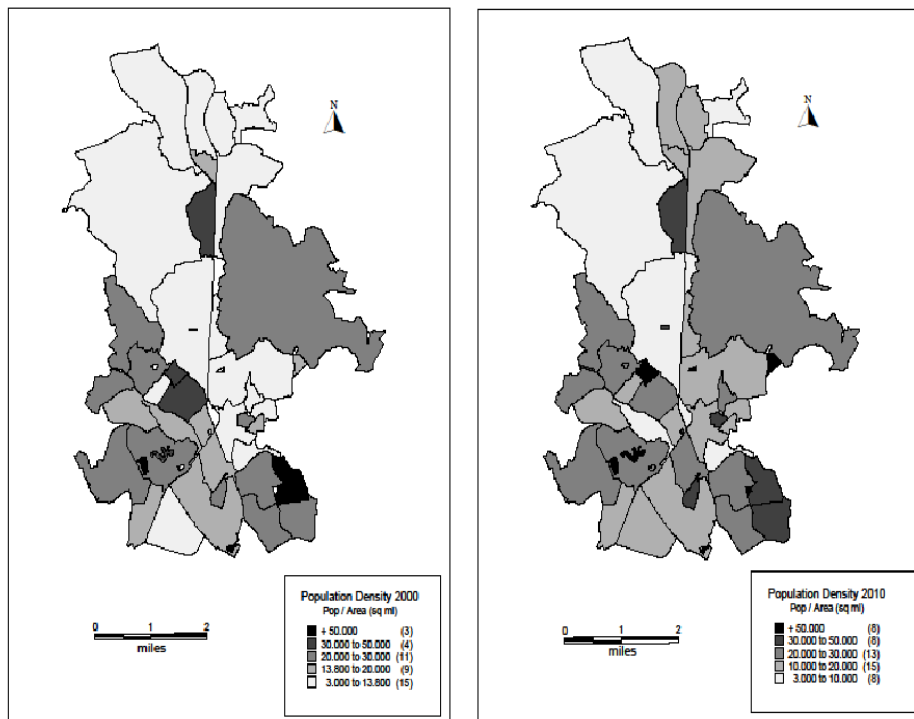 N
Population Density 2000
Pop / Area (sq mi)
+ 50.000 (3)
30.000 to 50.000 (4)
20.000 to 30.000 (11)
13.800 to 20.000 (9)
3.000 to 13.800 (15)
0 1 2
miles
N
Population Density 2010
Pop / Area (sq mi)
+ 50.000 (6)
30.000 to 50.000 (6)
20.000 to 30.000 (13)
10.000 to 20.000 (15)
3.000 to 10.000 (8)
0 1 2
miles